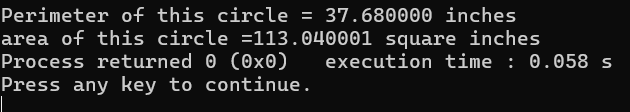 Perimeter of this circle = 37.680000 inches
area of this circle =113.040001 square inches
Process returned 0 (0x0)   execution time : 0.058 s
Press any key to continue.